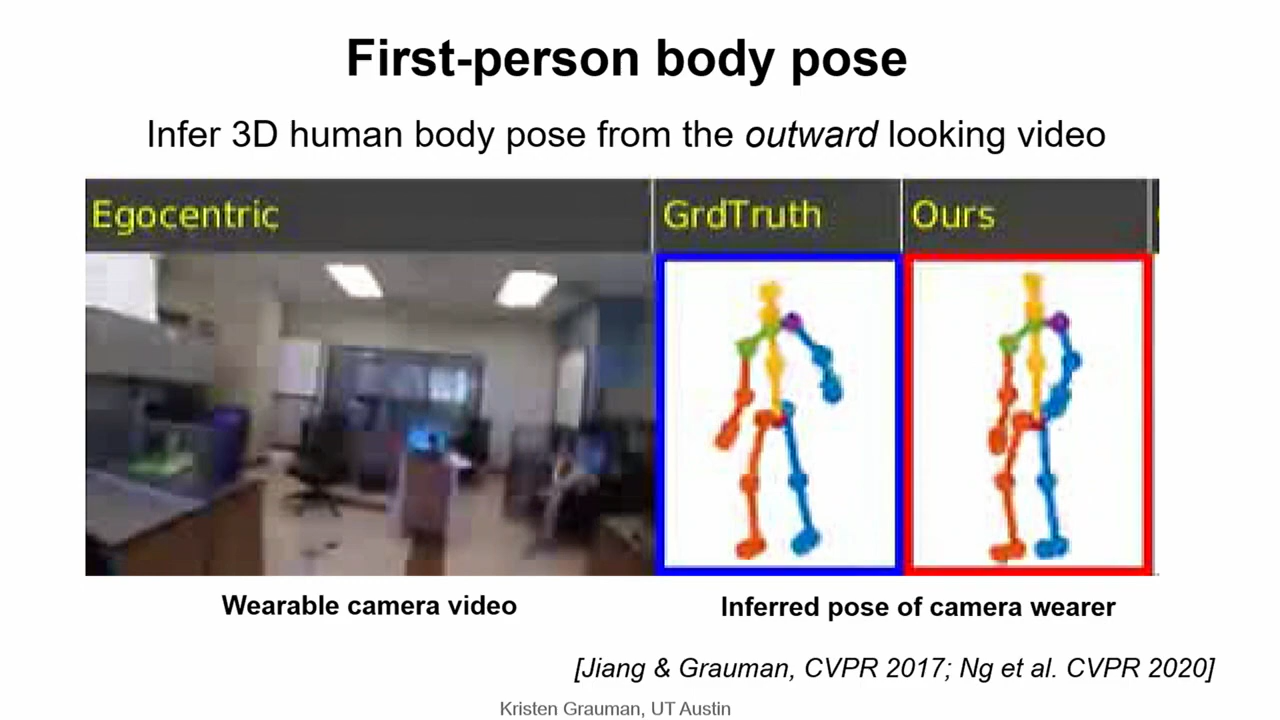 First-person body pose
Infer 3D human body pose from the outward looking video
Egocentric
GrdTruth
Ours
Wearable camera video
Inferred pose of camera wearer
[Jiang & Grauman, CVPR 2017; Ng et al. CVPR 2020]
Kristen Grauman, UT Austin